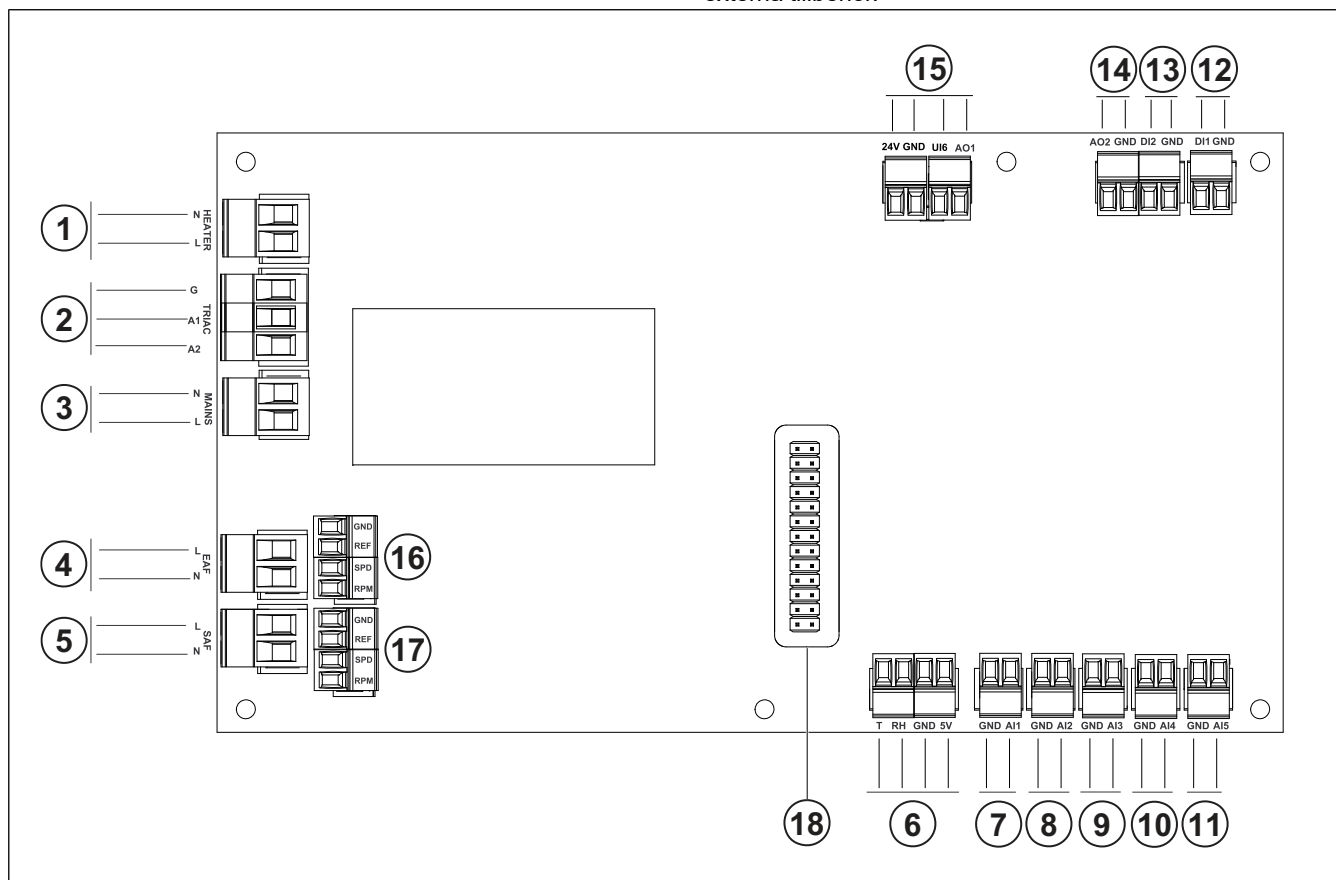 15 14 13 12
24V GND UI6 AO1
AO2 GND DI2 GND DI1 GND
1
N
HEATER
L
2
G
TRIAC
A1
A2
3
N
MAINS
L
4
L
EAF
N
GND
REF
SPD
RPM
16
5
L
SAF
N
GND
REF
SPD
RPM
17
T RH GND 5V GND AI1 GND AI2 GND AI3 GND AI4 GND AI5
18 6 7 8 9 10 11